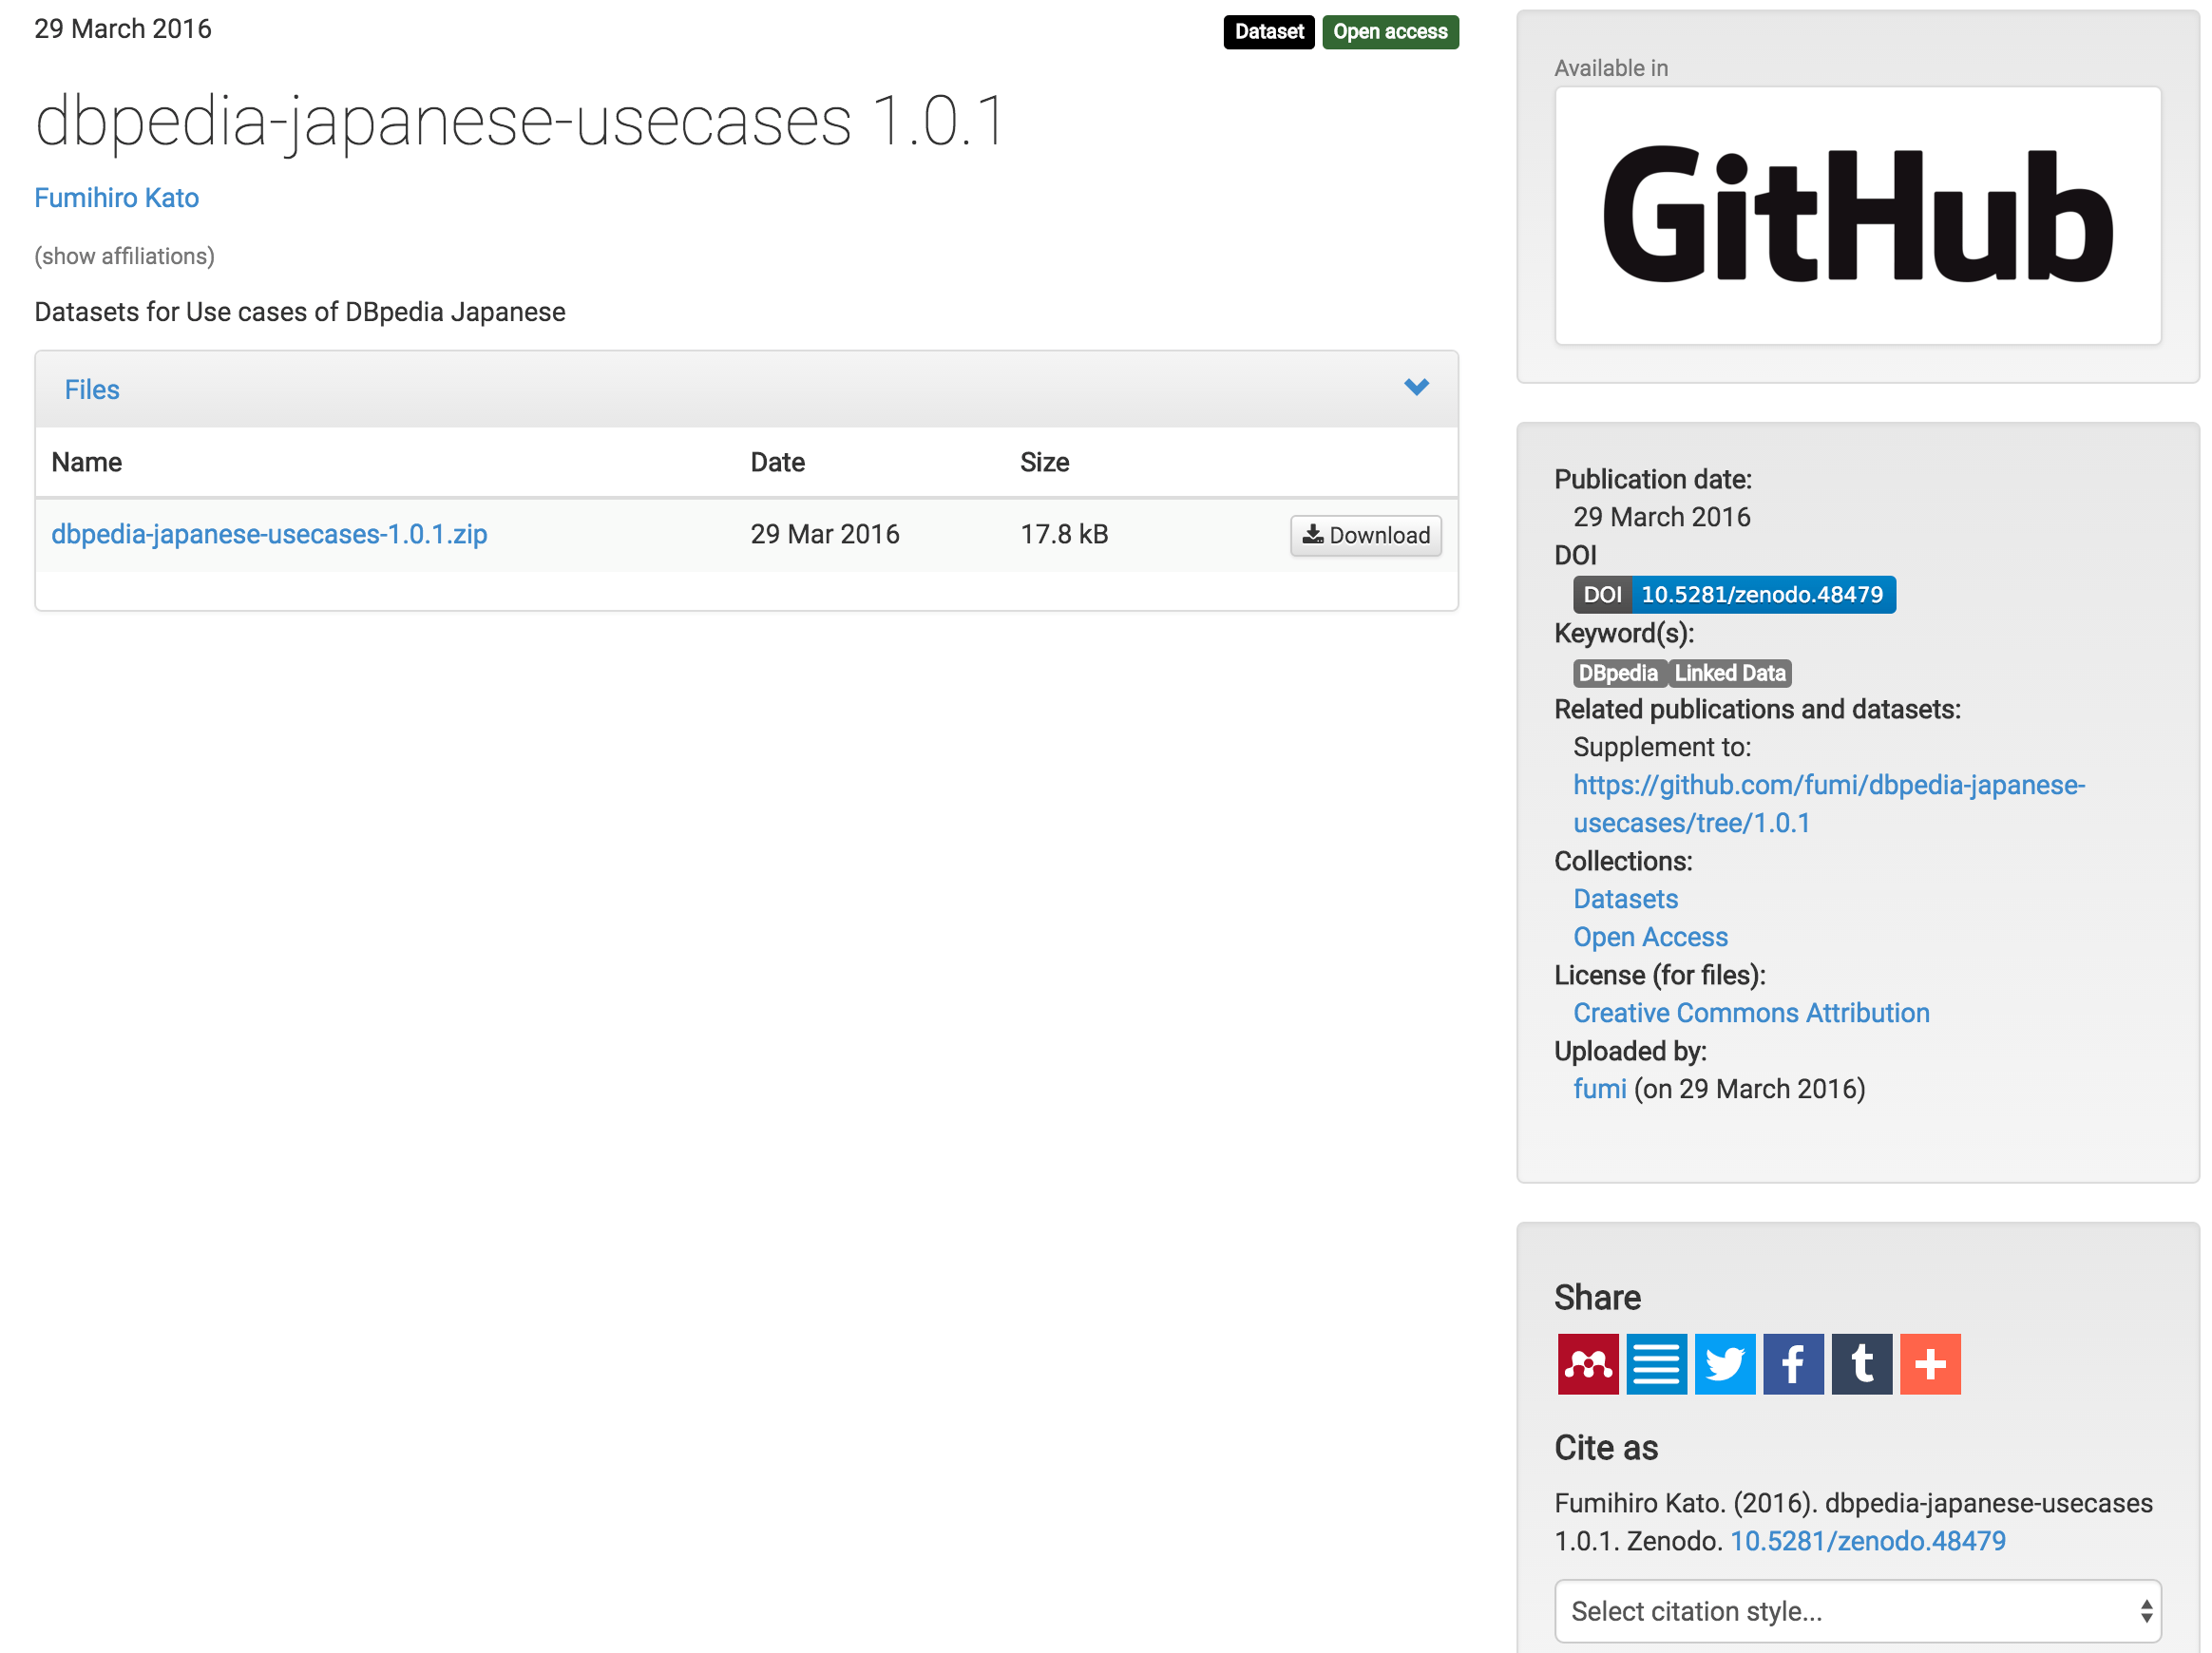 29 March 2016
Dataset Open access
dbpedia-japanese-usecases 1.0.1
Fumihiro Kato
(show affiliations)
Datasets for Use cases of DBpedia Japanese
Files
Name Date Size
dbpedia-japanese-usecases-1.0.1.zip 29 Mar 2016 17.8 kB Download
Available in
GitHub
Publication date:
29 March 2016
DOI
DOI 10.5281/zenodo.48479
Keyword(s):
DBpedia Linked Data
Related publications and datasets:
Supplement to:
https://github.com/fumi/dbpedia-japanese-
usecases/tree/1.0.1
Collections:
Datasets
Open Access
License (for files):
Creative Commons Attribution
Uploaded by:
fumi (on 29 March 2016)
Share
Cite as
Fumihiro Kato. (2016). dbpedia-japanese-usecases
1.0.1. Zenodo. 10.5281/zenodo.48479
Select citation style...